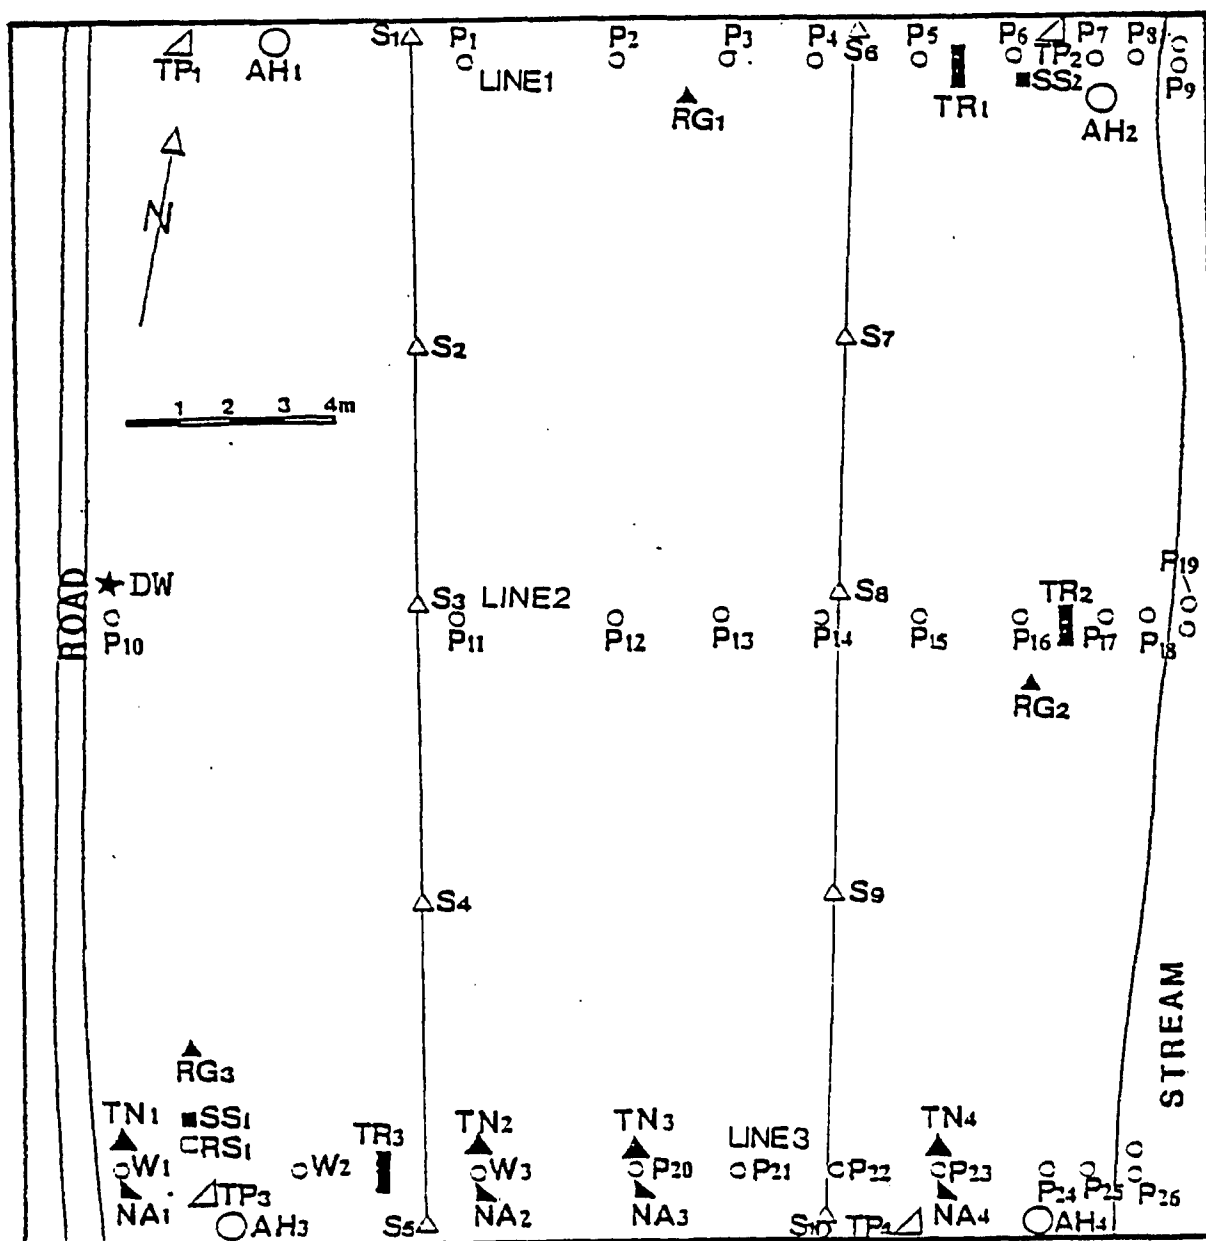 S1 P1 P2 P3 P4 S6 P5 P6 TP2 P7 P8
TP1 AH1 LINE1 RG1 TR1 SS2 AH2 P9
N
S2 S7
1 2 3 4m
ROAD
DW P10
S3 LINE2 S8 TR2 P19
P11 P12 P13 P14 P15 P16 P17 P18
RG2
S4 S9
STREAM
RG3
TN1 SS1 TR3 TN2 TN3 LINE3 TN4
RS1
W1 W2 W3 P20 P21 P22 P23 P24 P25 P26
NA1 TP3 AH3 S5 NA2 NA3 S10 TP4 NA4 AH4